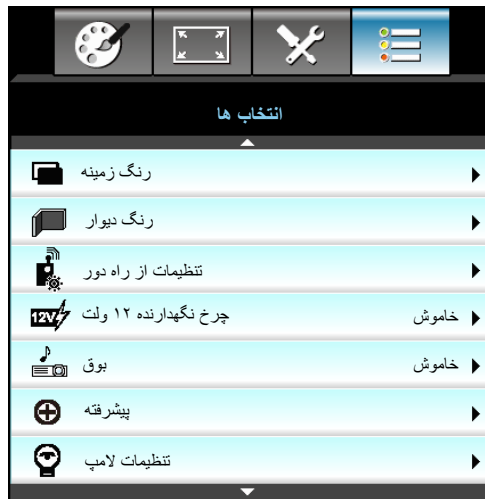 انتخاب ها
رنگ زمینه
رنگ دیوار
تنظیمات از راه دور
چرخ نگهدارنده ۱۲ ولت
خاموش
12V
بوق
خاموش
پیشرفته
تنظیمات لامپ